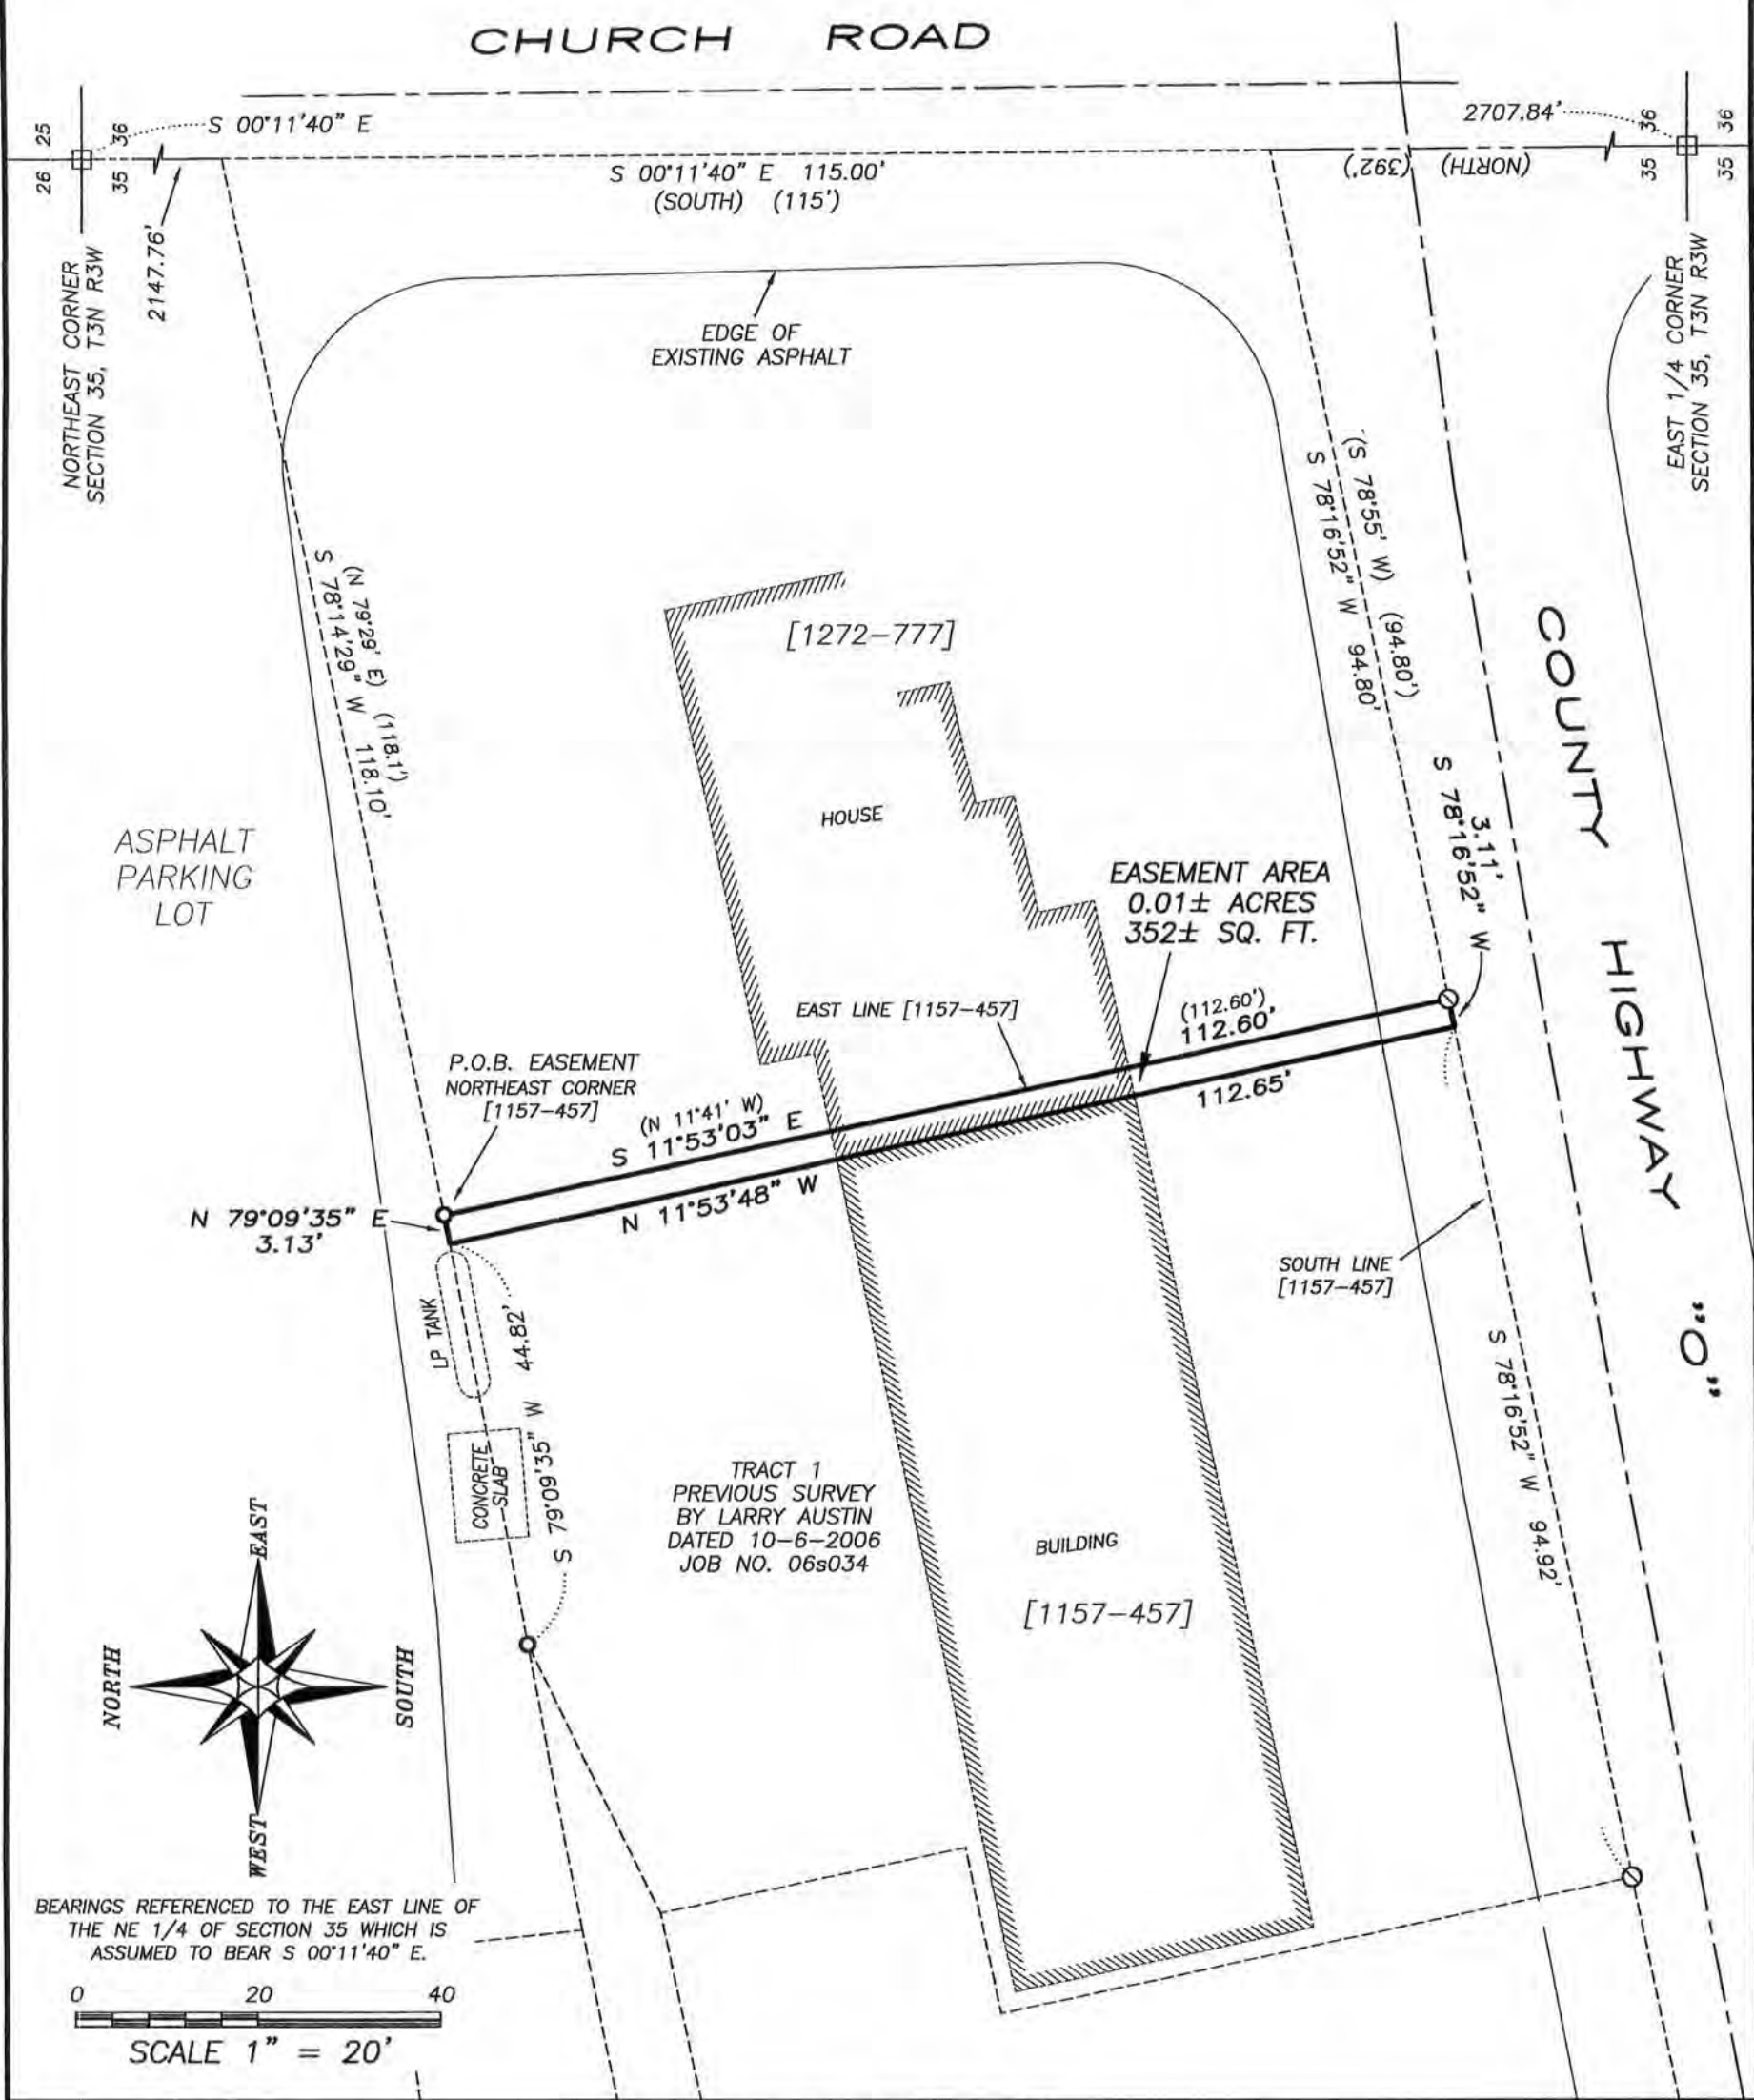 CHURCH ROAD
25
36
26
35
S 00°11'40" E
2707.84'
36
36
35
35
S 00°11'40" E 115.00'
(SOUTH) (115')
(392')
(NORTH)
2147.76'
NORTHEAST CORNER
SECTION 35, T3N R3W
EAST 1/4 CORNER
SECTION 35, T3N R3W
EDGE OF
EXISTING ASPHALT
(N 79°29' E) (118.1')
S 78°14'29" W 118.10'
(S 78°55' W) (94.80')
S 78°16'52" W 94.80'
[1272-777]
HOUSE
COUNTY HIGHWAY "O"
3.11'
S 78°16'52" W
ASPHALT
PARKING
LOT
EASEMENT AREA
0.01± ACRES
352± SQ. FT.
EAST LINE [1157-457]
(112.60')
112.60'
112.65'
P.O.B. EASEMENT
NORTHEAST CORNER
[1157-457]
(N 11°41' W)
S 11°53'03" E
N 11°53'48" W
N 79°09'35" E
3.13'
SOUTH LINE
[1157-457]
LP TANK
S 79°09'35" W 44.82'
CONCRETE
SLAB
S 78°16'52" W 94.92'
TRACT 1
PREVIOUS SURVEY
BY LARRY AUSTIN
DATED 10-6-2006
JOB NO. 06s034
BUILDING
[1157-457]
EAST
NORTH
SOUTH
WEST
BEARINGS REFERENCED TO THE EAST LINE OF
THE NE 1/4 OF SECTION 35 WHICH IS
ASSUMED TO BEAR S 00°11'40" E.
0 20 40
SCALE 1" = 20'